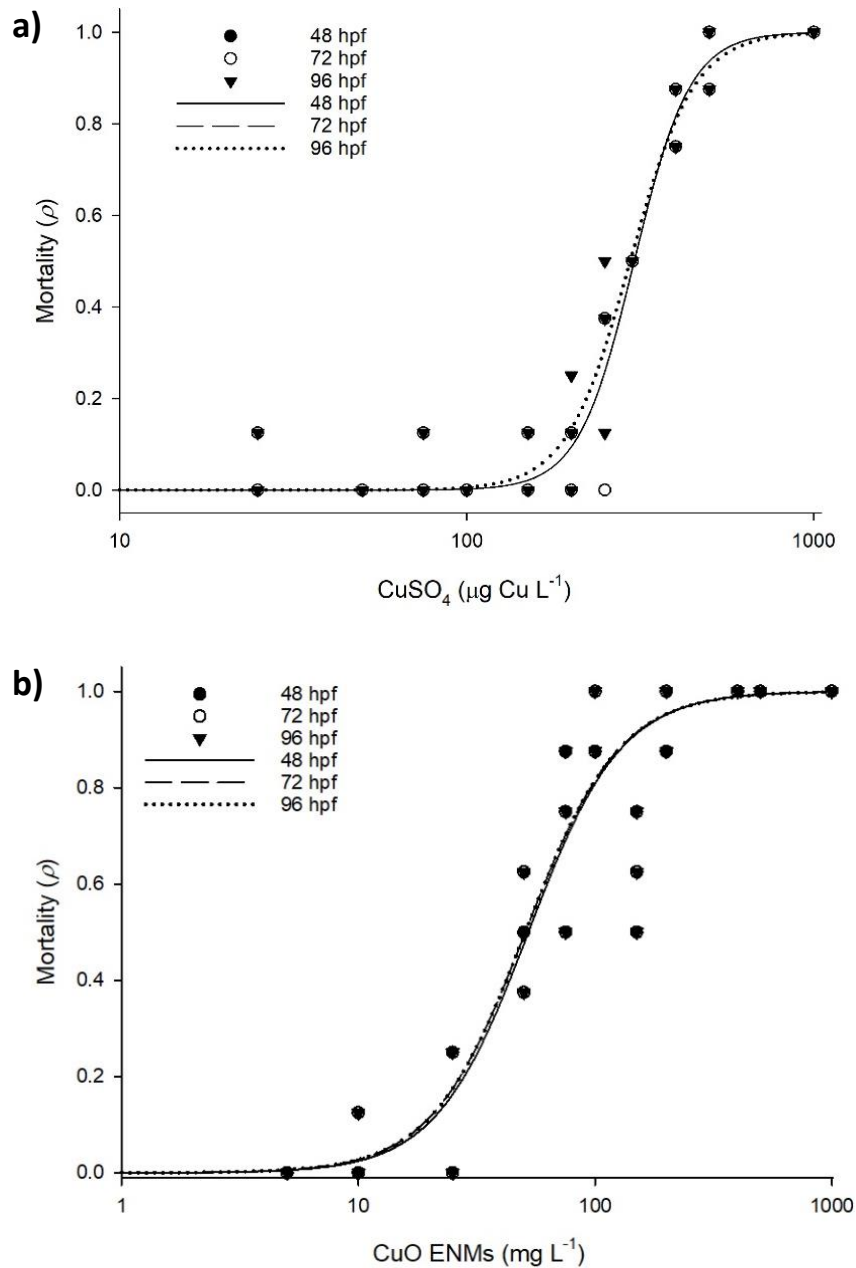 a)
48 hpf
72 hpf
96 hpf
48 hpf
72 hpf
96 hpf
1.0
0.8
0.6
0.4
0.2
0.0
Mortality (ρ)
10
100
1000
CuSO₄ (μg Cu L⁻¹)
b)
48 hpf
72 hpf
96 hpf
48 hpf
72 hpf
96 hpf
1.0
0.8
0.6
0.4
0.2
0.0
Mortality (ρ)
1
10
100
1000
CuO ENMs (mg L⁻¹)